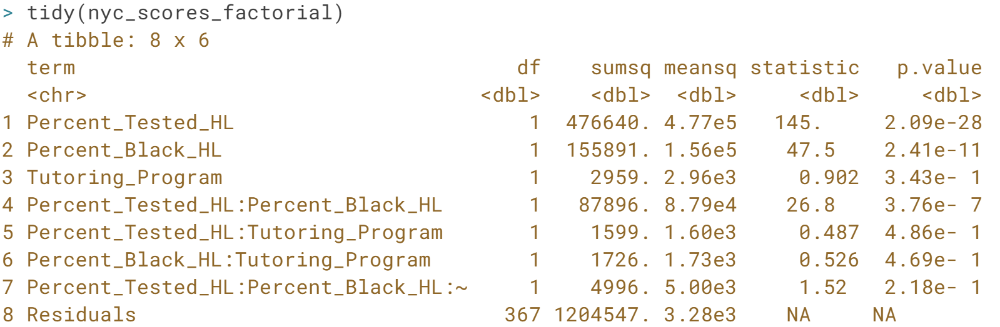 > tidy(nyc_scores_factorial)
# A tibble: 8 x 6
  term                                   df    sumsq meansq statistic   p.value
  <chr>                               <dbl>    <dbl>  <dbl>     <dbl>     <dbl>
1 Percent_Tested_HL                        1  476640. 4.77e5   145.     2.09e-28
2 Percent_Black_HL                         1  155891. 1.56e5    47.5    2.41e-11
3 Tutoring_Program                         1    2959. 2.96e3     0.902  3.43e- 1
4 Percent_Tested_HL:Percent_Black_HL       1   87896. 8.79e4    26.8    3.76e- 7
5 Percent_Tested_HL:Tutoring_Program       1    1599. 1.60e3     0.487  4.86e- 1
6 Percent_Black_HL:Tutoring_Program        1    1726. 1.73e3     0.526  4.69e- 1
7 Percent_Tested_HL:Percent_Black_HL:~     1    4996. 5.00e3     1.52   2.18e- 1
8 Residuals                              367 1204547. 3.28e3    NA     NA